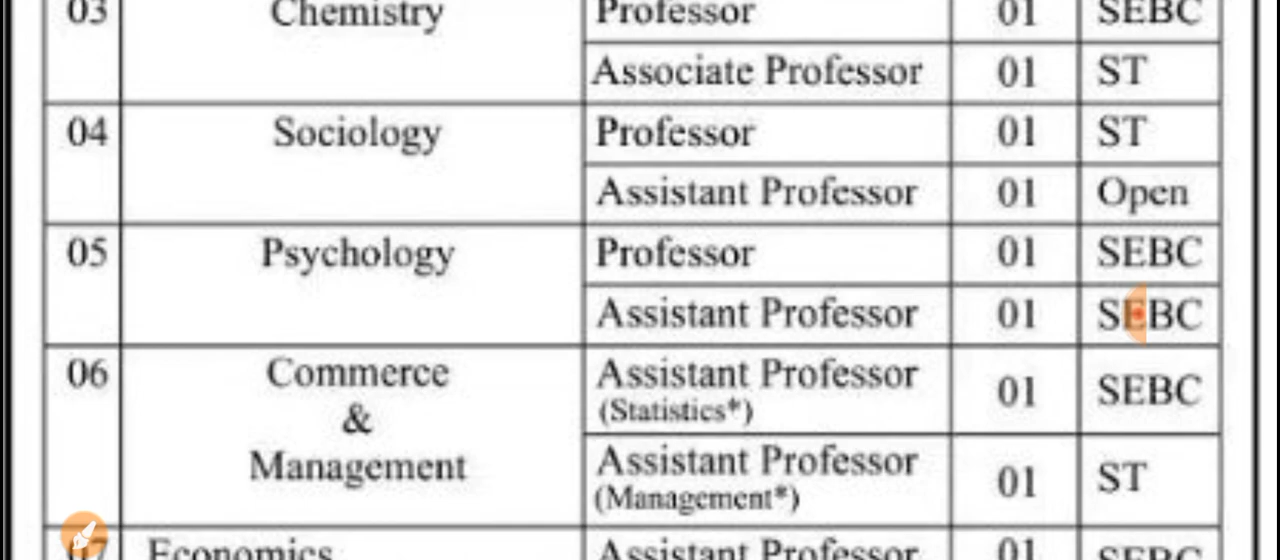 03 Chemistry Professor 01 SEBC
Associate Professor 01 ST
04 Sociology Professor 01 ST
Assistant Professor 01 Open
05 Psychology Professor 01 SEBC
Assistant Professor 01 SEBC
06 Commerce Assistant Professor 01 SEBC
& (Statistics*)
Management Assistant Professor 01 ST
(Management*)
07 Economics Assistant Professor 01 SEBC